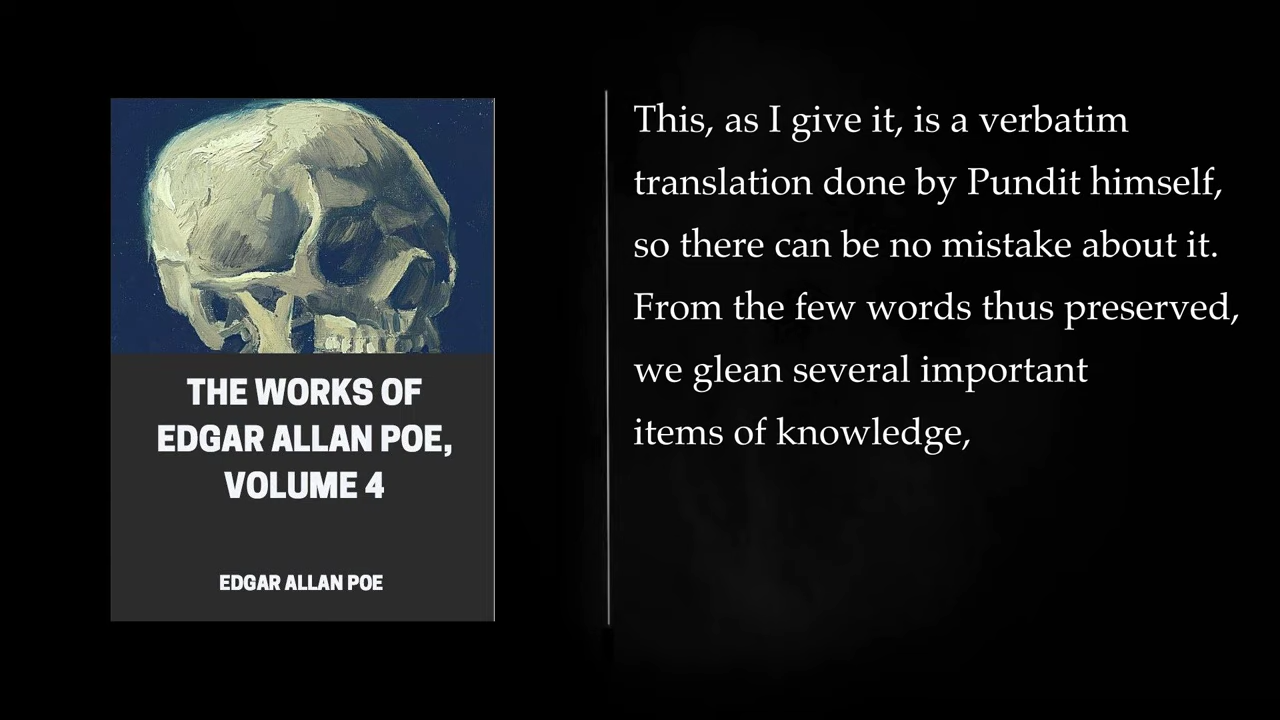 THE WORKS OF
EDGAR ALLAN POE,
VOLUME 4
EDGAR ALLAN POE
This, as I give it, is a verbatim
translation done by Pundit himself,
so there can be no mistake about it.
From the few words thus preserved,
we glean several important
items of knowledge,